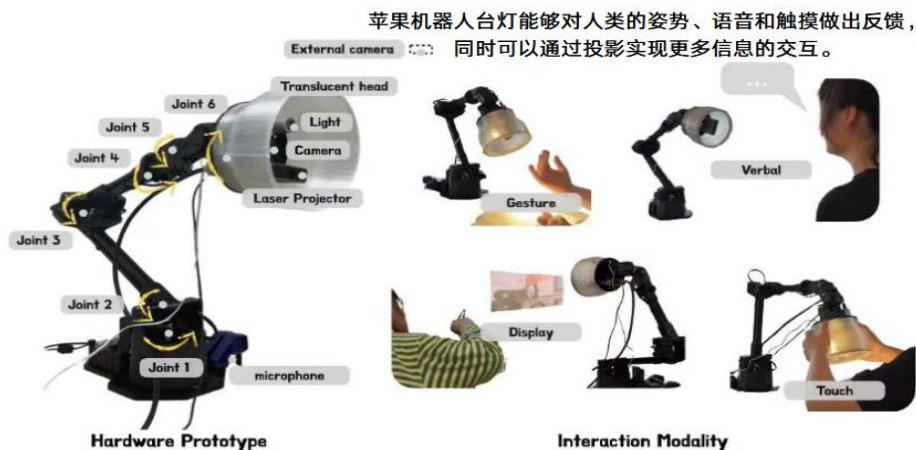 苹果机器人台灯能够对人类的姿势、语音和触摸做出反馈，
同时可以通过投影实现更多信息的交互。
External camera
Translucent head
Joint 6
Light
Joint 5
Camera
Joint 4
Laser Projector
Joint 3
Joint 2
Joint 1
microphone
Hardware Prototype
...
Gesture
Verbal
Display
Touch
Interaction Modality